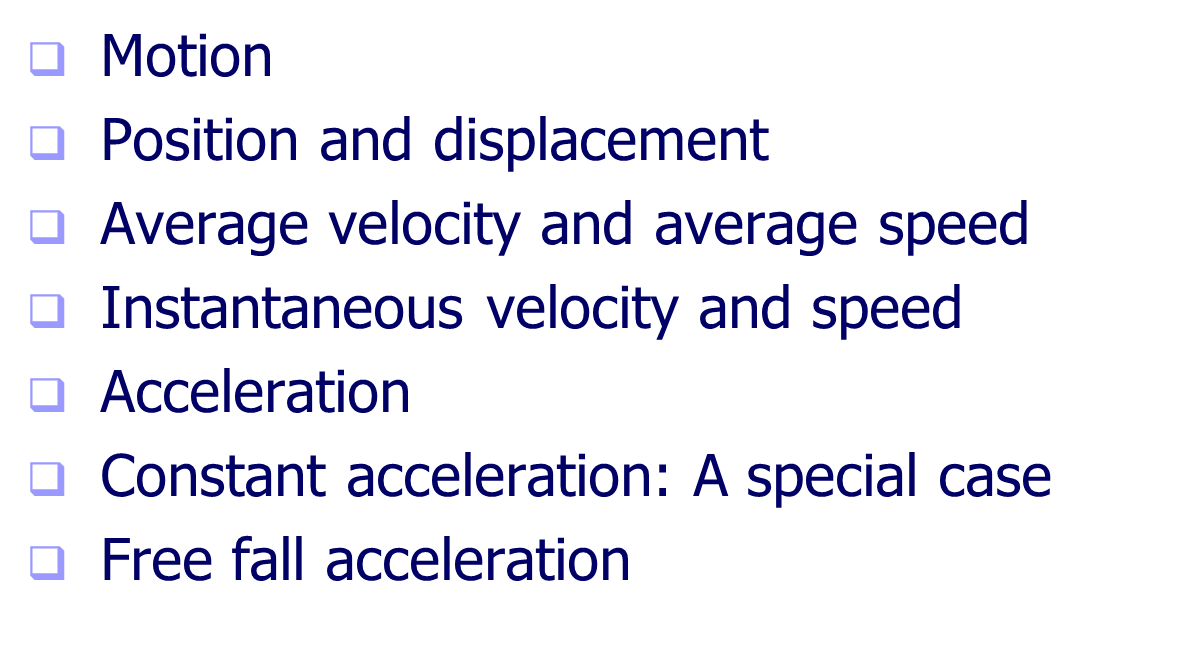 ❑ Motion
❑ Position and displacement
❑ Average velocity and average speed
❑ Instantaneous velocity and speed
❑ Acceleration
❑ Constant acceleration: A special case
❑ Free fall acceleration